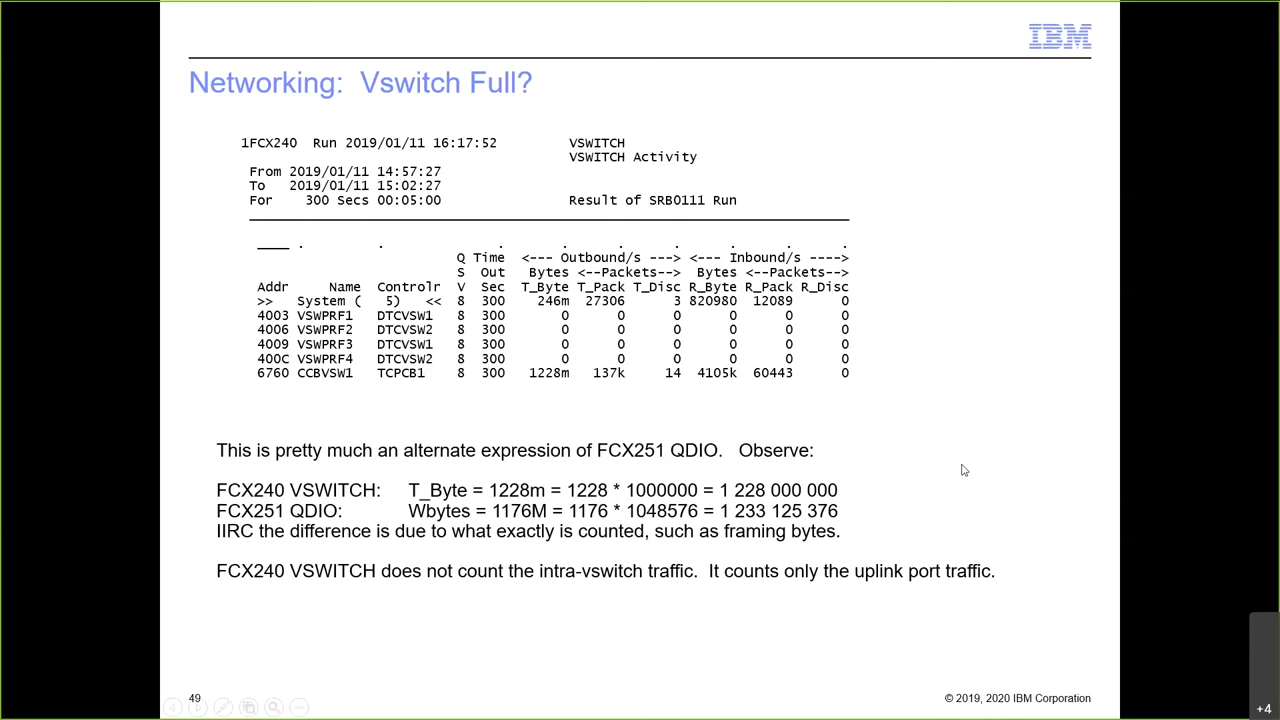 IBM
Networking: Vswitch Full?
1FCX240 Run 2019/01/11 16:17:52 VSWITCH
VSWITCH Activity
From 2019/01/11 14:57:27
To 2019/01/11 15:02:27
For 300 Secs 00:05:00 Result of SRB0111 Run
____ . . . . . . . . .
Q Time <--- Outbound/s ---> <--- Inbound/s ---->
S Out Bytes <--Packets--> Bytes <--Packets-->
Addr Name Controlr V Sec T_Byte T_Pack T_Disc R_Byte R_Pack R_Disc
>> System ( 5) << 8 300 246m 27306 3 820980 12089 0
4003 VSWPRF1 DTCVSW1 8 300 0 0 0 0 0 0
4006 VSWPRF2 DTCVSW2 8 300 0 0 0 0 0 0
4009 VSWPRF3 DTCVSW1 8 300 0 0 0 0 0 0
400C VSWPRF4 DTCVSW2 8 300 0 0 0 0 0 0
6760 CCBVSW1 TCPCB1 8 300 1228m 137k 14 4105k 60443 0
This is pretty much an alternate expression of FCX251 QDIO. Observe:
FCX240 VSWITCH: T_Byte = 1228m = 1228 * 1000000 = 1 228 000 000
FCX251 QDIO: Wbytes = 1176M = 1176 * 1048576 = 1 233 125 376
IIRC the difference is due to what exactly is counted, such as framing bytes.
FCX240 VSWITCH does not count the intra-vswitch traffic. It counts only the uplink port traffic.
49
© 2019, 2020 IBM Corporation
+4